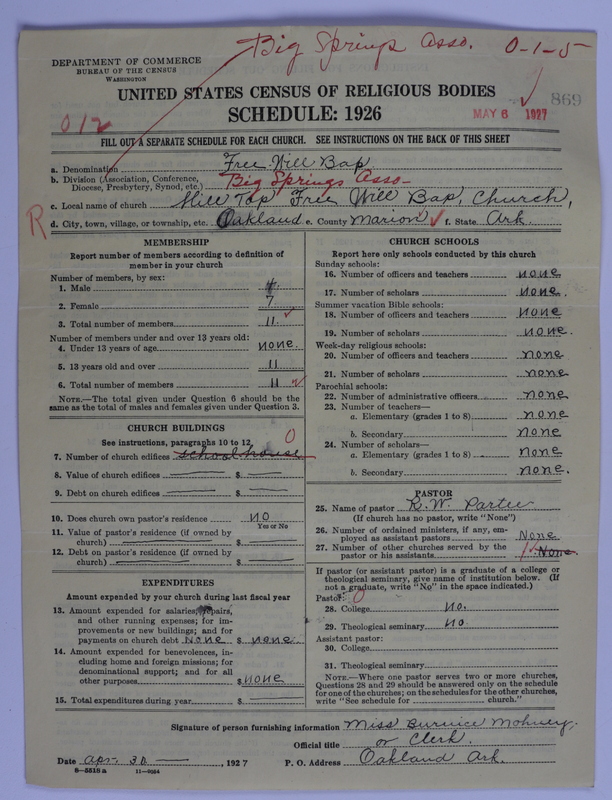 Big Springs Asso. 0-1-5
DEPARTMENT OF COMMERCE
BUREAU OF THE CENSUS
WASHINGTON
UNITED STATES CENSUS OF RELIGIOUS BODIES
SCHEDULE: 1926
MAY 6 1927
869
012
FILL OUT A SEPARATE SCHEDULE FOR EACH CHURCH. SEE INSTRUCTIONS ON THE BACK OF THIS SHEET
a. Denomination Free Will Bap
b. Division (Association, Conference, Diocese, Presbytery, Synod, etc.) Big Springs Asso-
c. Local name of church Hill Top Free Will Bap. Church,
R d. City, town, village, or township, etc. Oakland e. County Marion f. State Ark.
MEMBERSHIP
Report number of members according to definition of
member in your church
Number of members, by sex:
1. Male 4
2. Female 7
3. Total number of members 11.
Number of members under and over 13 years old:
4. Under 13 years of age none.
5. 13 years old and over 11
6. Total number of members 11
NOTE.—The total given under Question 6 should be the
same as the total of males and females given under Question 3.
CHURCH BUILDINGS
See instructions, paragraphs 10 to 12
7. Number of church edifices schoolhouse 0
8. Value of church edifices $
9. Debt on church edifices $
10. Does church own pastor's residence no
Yes or No
11. Value of pastor's residence (if owned by
church) $
12. Debt on pastor's residence (if owned by
church) $
EXPENDITURES
Amount expended by your church during last fiscal year
13. Amount expended for salaries, repairs,
and other running expenses; for im-
provements or new buildings; and for
payments on church debt None $ none
14. Amount expended for benevolences, in-
cluding home and foreign missions; for
denominational support; and for all
other purposes $ none
15. Total expenditures during year $
CHURCH SCHOOLS
Report here only schools conducted by this church
Sunday schools:
16. Number of officers and teachers none
17. Number of scholars none.
Summer vacation Bible schools:
18. Number of officers and teachers none
19. Number of scholars none.
Week-day religious schools:
20. Number of officers and teachers none
21. Number of scholars none.
Parochial schools:
22. Number of administrative officers none
23. Number of teachers—
a. Elementary (grades 1 to 8) none
b. Secondary none
24. Number of scholars—
a. Elementary (grades 1 to 8) none
b. Secondary none.
PASTOR
25. Name of pastor R. W. Partee
(If church has no pastor, write "None")
26. Number of ordained ministers, if any, em-
ployed as assistant pastors None
27. Number of other churches served by the
pastor or his assistants 1 None.
If pastor (or assistant pastor) is a graduate of a college or
theological seminary, give name of institution below. (If
not a graduate, write "No" in the space indicated.)
Pastor: 0
28. College no.
29. Theological seminary no
Assistant pastor:
30. College
31. Theological seminary
NOTE.—Where one pastor serves two or more churches,
Questions 28 and 29 should be answered only on the schedule
for one of the churches; on the schedules for the other churches,
write "See schedule for church."
Signature of person furnishing information Miss Burnice Mohney.
Official title or Clerk.
Date Apr. 30 , 1927 P. O. Address Oakland Ark.
8—5518a 11—9164